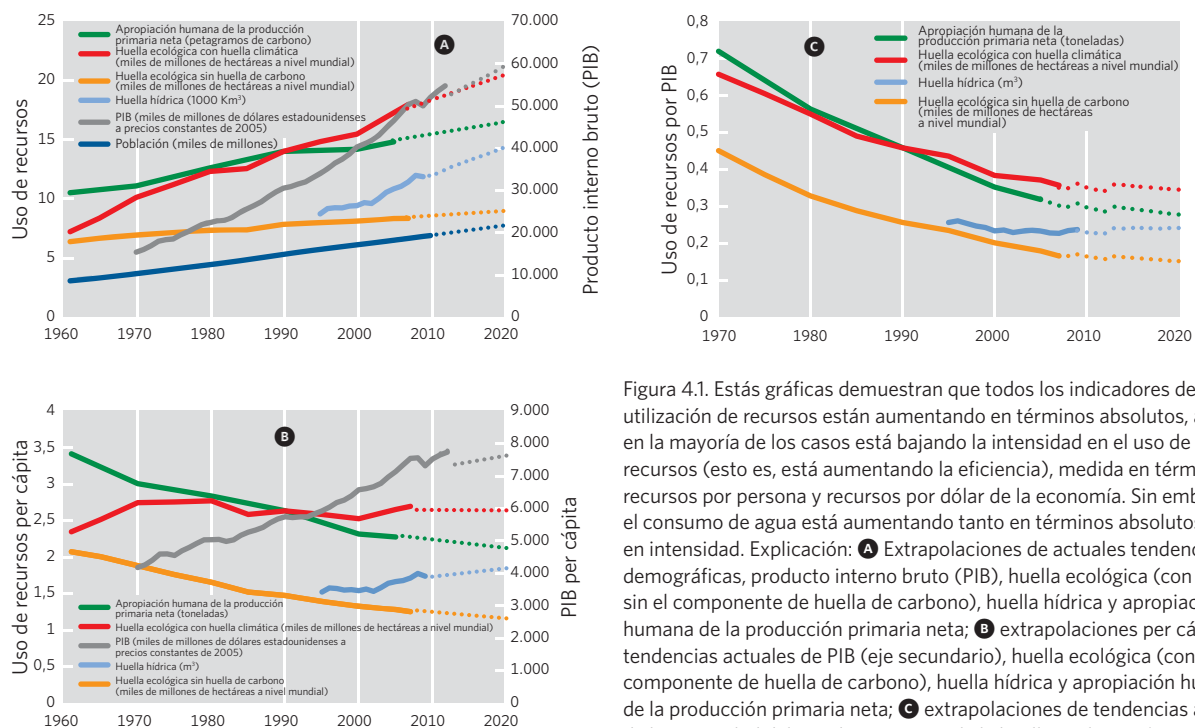 25
20
15
10
5
0
Uso de recursos
A
Apropiación humana de la producción
primaria neta (petagramos de carbono)
Huella ecológica con huella climática
(miles de millones de hectáreas a nivel mundial)
Huella ecológica sin huella de carbono
(miles de millones de hectáreas a nivel mundial)
Huella hídrica (1000 Km³)
PIB (miles de millones de dólares estadounidenses
a precios constantes de 2005)
Población (miles de millones)
70.000
60.000
50.000
40.000
30.000
20.000
10.000
0
Producto interno bruto (PIB)
1960 1970 1980 1990 2000 2010 2020
0,8
0,7
0,6
0,5
0,4
0,3
0,2
0,1
0
Uso de recursos por PIB
C
Apropiación humana de la
producción primaria neta (toneladas)
Huella ecológica con huella climática
(miles de millones de hectáreas a nivel mundial)
Huella hídrica (m³)
Huella ecológica sin huella de carbono
(miles de millones de hectáreas
a nivel mundial)
1970 1980 1990 2000 2010 2020
4
3,5
3
2,5
2
1,5
1
0,5
0
Uso de recursos per cápita
B
Apropiación humana de la producción
primaria neta (toneladas)
Huella ecológica con huella climática (miles de millones de hectáreas a nivel mundial)
PIB (miles de millones de dólares estadounidenses a
precios constantes de 2005)
Huella hídrica (m³)
Huella ecológica sin huella de carbono
(miles de millones de hectáreas a nivel mundial)
9.000
8.000
7.000
6.000
5.000
4.000
3.000
2.000
1.000
0
PIB per cápita
1960 1970 1980 1990 2000 2010 2020
Figura 4.1. Estás gráficas demuestran que todos los indicadores de
utilización de recursos están aumentando en términos absolutos, a
en la mayoría de los casos está bajando la intensidad en el uso de
recursos (esto es, está aumentando la eficiencia), medida en térm
recursos por persona y recursos por dólar de la economía. Sin emb
el consumo de agua está aumentando tanto en términos absolutos
en intensidad. Explicación: A Extrapolaciones de actuales tendenc
demográficas, producto interno bruto (PIB), huella ecológica (con
sin el componente de huella de carbono), huella hídrica y apropiac
humana de la producción primaria neta; B extrapolaciones per cá
tendencias actuales de PIB (eje secundario), huella ecológica (con
componente de huella de carbono), huella hídrica y apropiación hu
de la producción primaria neta; C extrapolaciones de tendencias a